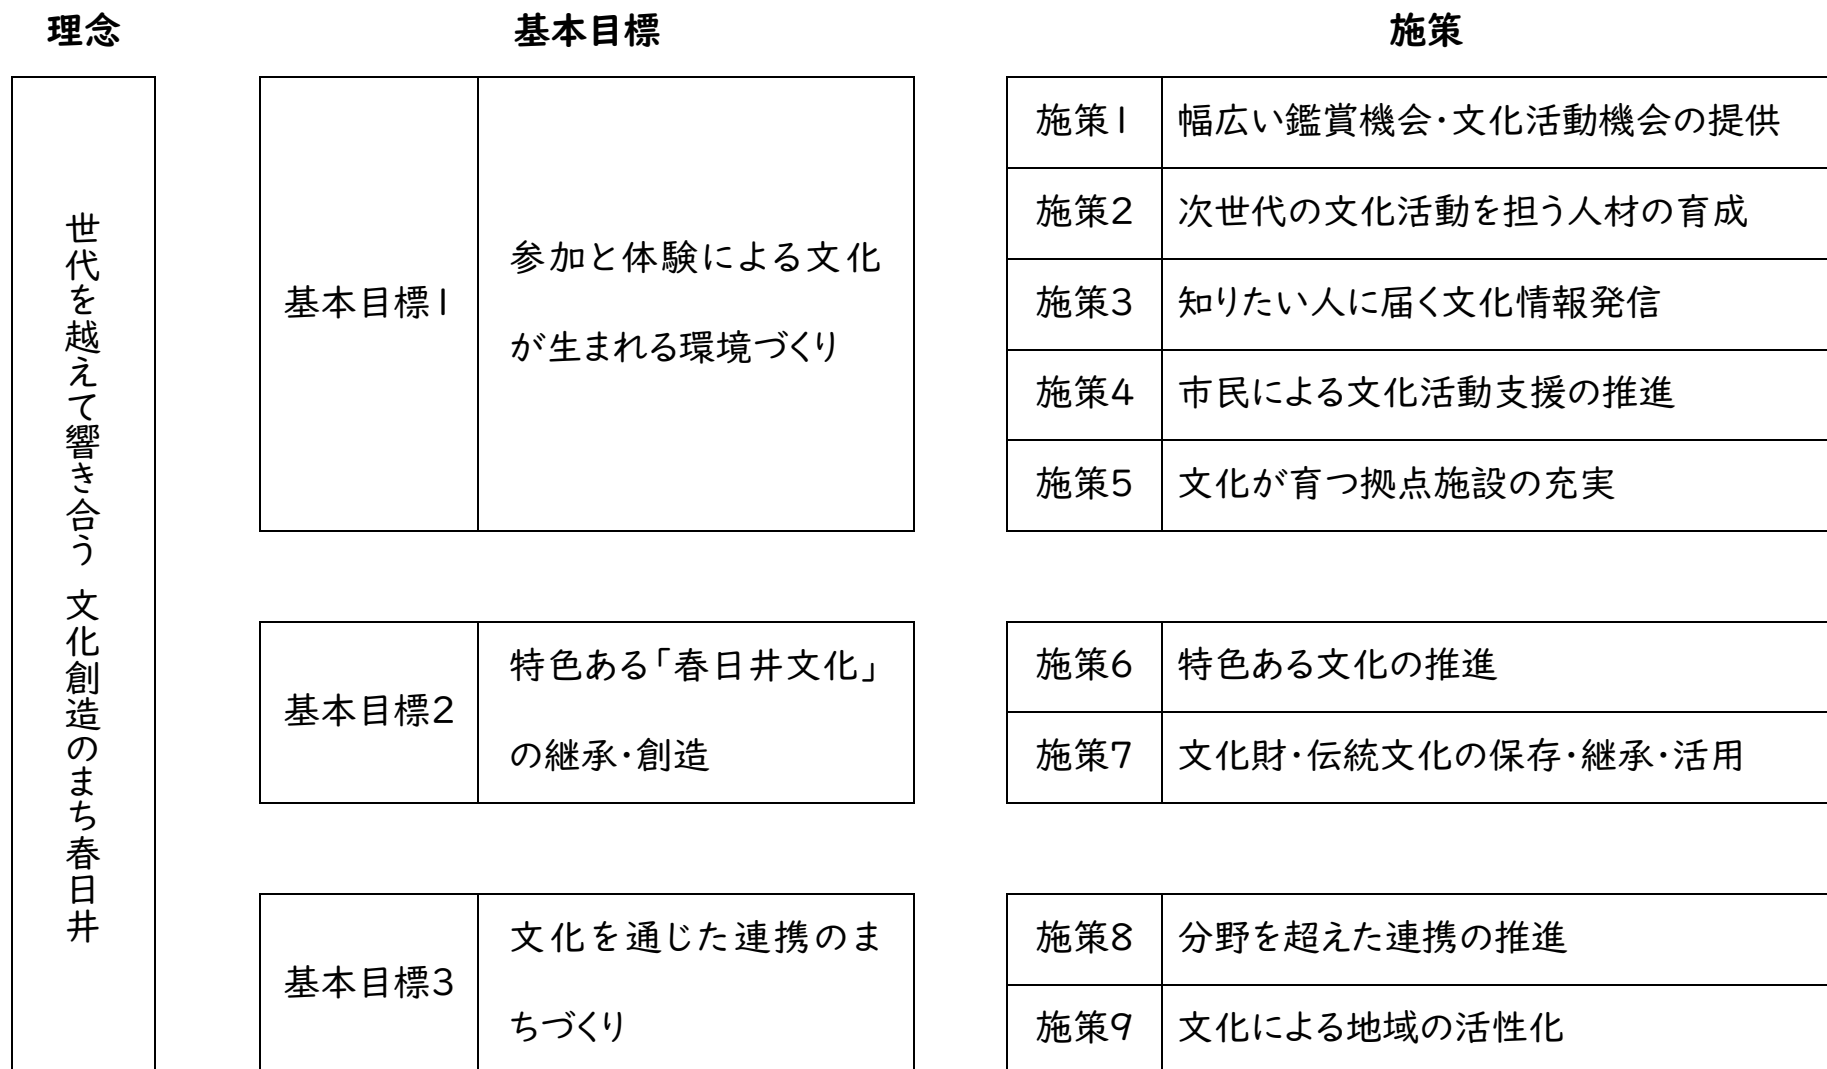 理念
基本目標
施策
世代を越えて響き合う 文化創造のまち春日井
基本目標1
参加と体験による文化
が生まれる環境づくり
施策1
幅広い鑑賞機会・文化活動機会の提供
施策2
次世代の文化活動を担う人材の育成
施策3
知りたい人に届く文化情報発信
施策4
市民による文化活動支援の推進
施策5
文化が育つ拠点施設の充実
基本目標2
特色ある「春日井文化」
の継承・創造
施策6
特色ある文化の推進
施策7
文化財・伝統文化の保存・継承・活用
基本目標3
文化を通じた連携のま
ちづくり
施策8
分野を超えた連携の推進
施策9
文化による地域の活性化